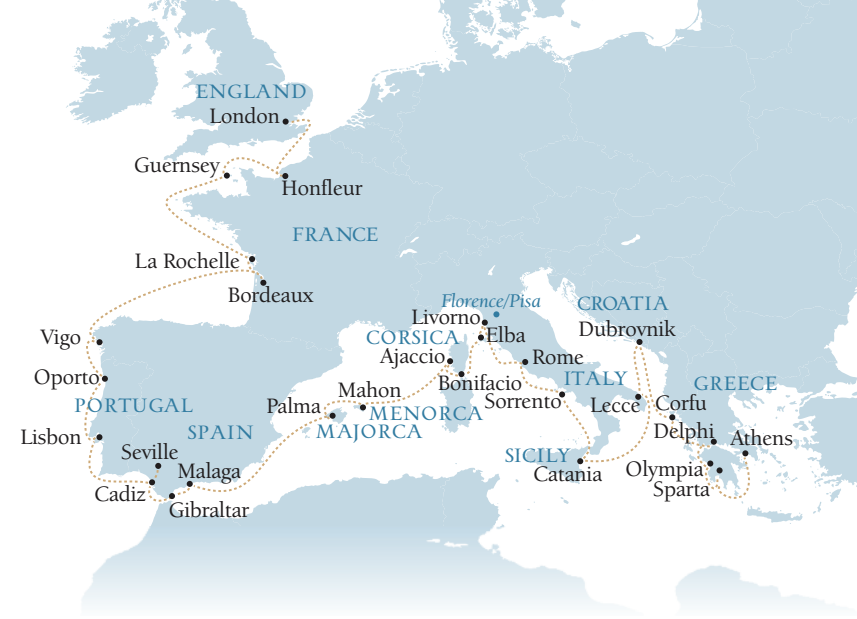 ENGLAND
London
Guernsey
Honfleur
FRANCE
La Rochelle
Bordeaux
Florence/Pisa
CROATIA
Livorno
Dubrovnik
Vigo
CORSICA
Elba
Ajaccio
Rome
Oporto
Bonifacio
ITALY
GREECE
Mahon
Sorrento
PORTUGAL
Palma
MENORCA
Lecce
Corfu
Lisbon
SPAIN
MAJORCA
Delphi
Athens
Seville
SICILY
Malaga
Catania
Olympia
Cadiz
Sparta
Gibraltar